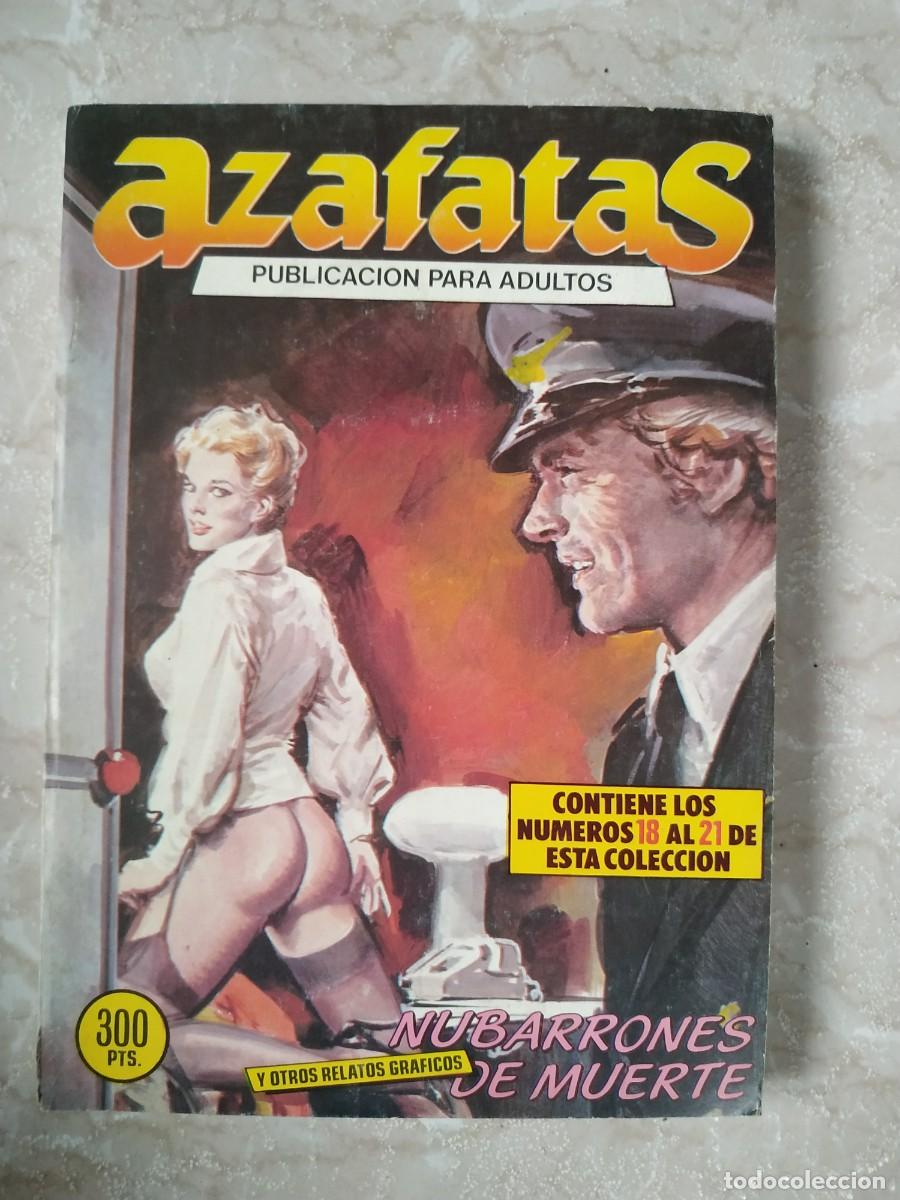 azafatas
PUBLICACION PARA ADULTOS
CONTIENE LOS
NUMEROS 18 AL 21 DE
ESTA COLECCION
300
PTS.
NUBARRONES
DE MUERTE
Y OTROS RELATOS GRAFICOS
todocoleccion